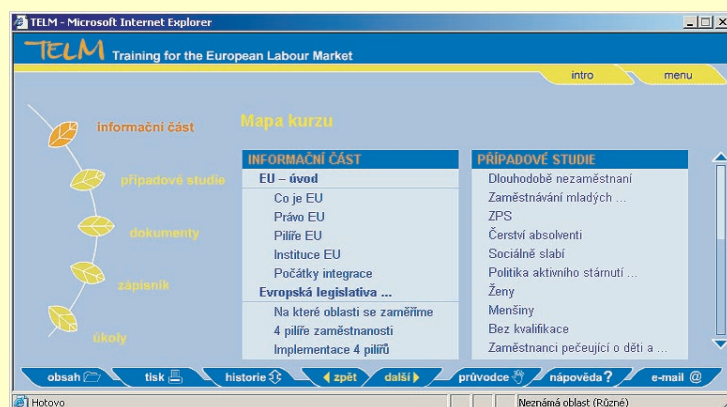 TELM - Microsoft Internet Explorer
TELM Training for the European Labour Market
intro menu
informační část
případové studie
dokumenty
zápisník
úkoly
Mapa kurzu
INFORMAČNÍ ČÁST
EU – úvod
Co je EU
Právo EU
Pilíře EU
Instituce EU
Počátky integrace
Evropská legislativa ...
Na které oblasti se zaměříme
4 pilíře zaměstnanosti
Implementace 4 pilířů
PŘÍPADOVÉ STUDIE
Dlouhodobě nezaměstnaní
Zaměstnávání mladých ...
ZPS
Čerství absolventi
Sociálně slabí
Politika aktivního stárnutí ...
Ženy
Menšiny
Bez kvalifikace
Zaměstnanci pečující o děti a ...
obsah tisk historie zpět další průvodce nápověda ? e-mail @
Hotovo Neznámá oblast (Různé)